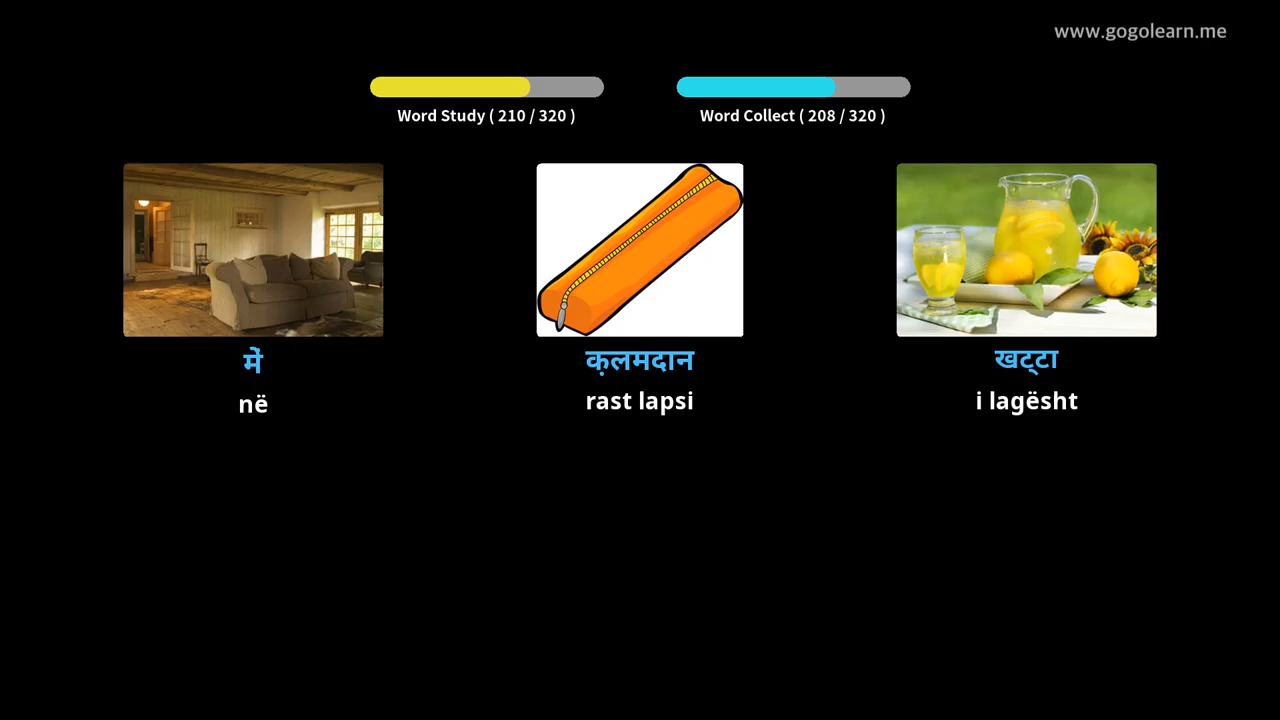 www.gogolearn.me
Word Study ( 210 / 320 )
Word Collect ( 208 / 320 )
में
në
क़लमदान
rast lapsi
खट्टा
i lagësht